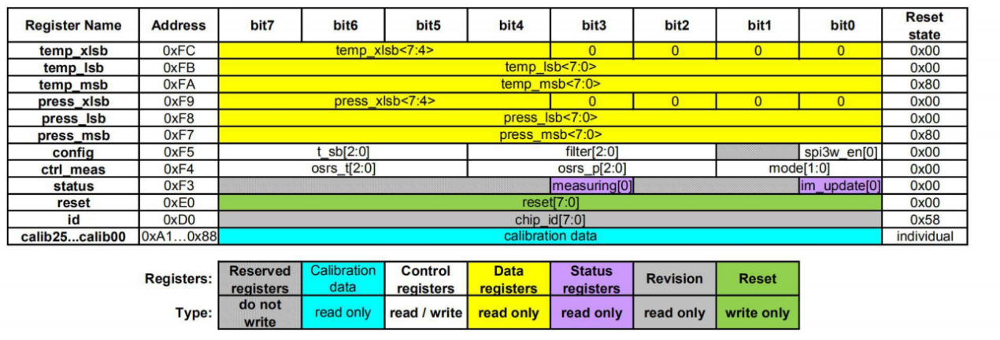 Register Name Address bit7 bit6 bit5 bit4 bit3 bit2 bit1 bit0 Reset state
temp_xlsb 0xFC temp_xlsb<7:4> 0 0 0 0 0x00
temp_lsb 0xFB temp_lsb<7:0> 0x00
temp_msb 0xFA temp_msb<7:0> 0x80
press_xlsb 0xF9 press_xlsb<7:4> 0 0 0 0 0x00
press_lsb 0xF8 press_lsb<7:0> 0x00
press_msb 0xF7 press_msb<7:0> 0x80
config 0xF5 t_sb[2:0] filter[2:0] spi3w_en[0] 0x00
ctrl_meas 0xF4 osrs_t[2:0] osrs_p[2:0] mode[1:0] 0x00
status 0xF3 measuring[0] im_update[0] 0x00
reset 0xE0 reset[7:0] 0x00
id 0xD0 chip_id[7:0] 0x58
calib25...calib00 0xA1...0x88 calibration data individual
Registers: Reserved registers Calibration data Control registers Data registers Status registers Revision Reset
Type: do not write read only read / write read only read only read only write only